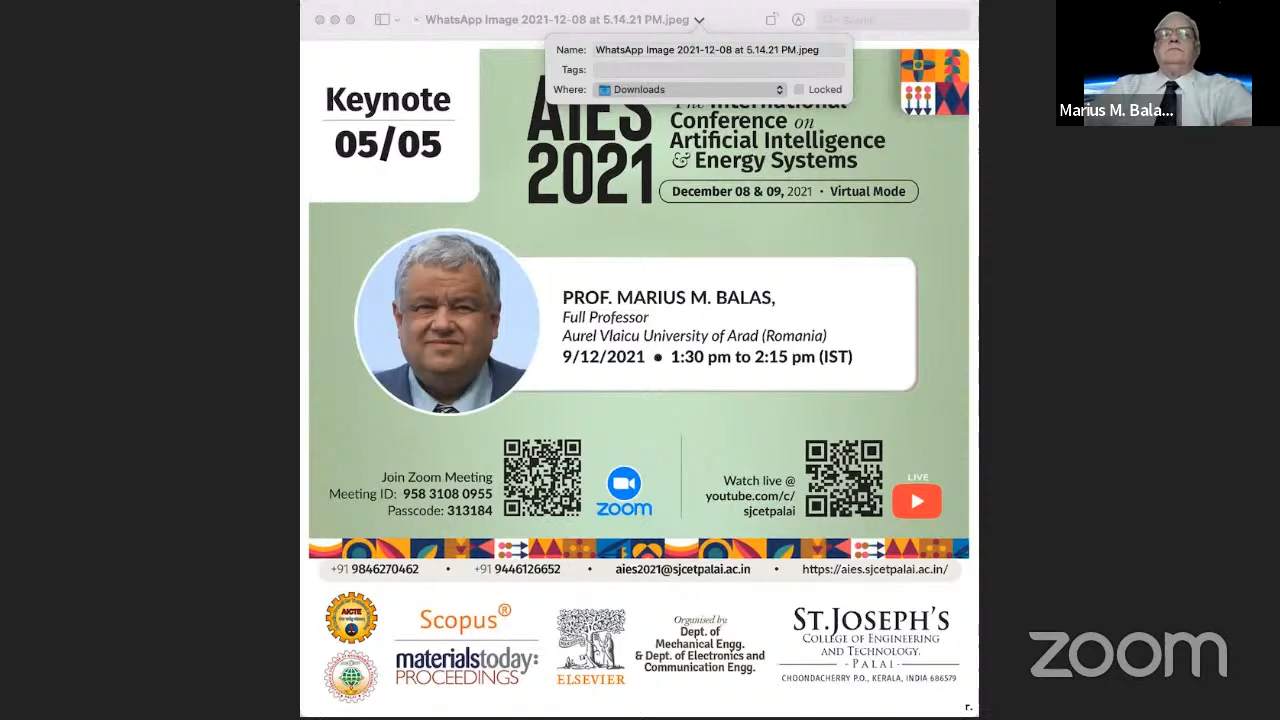 WhatsApp Image 2021-12-08 at 5.14.21 PM.jpeg
Search
Name: WhatsApp Image 2021-12-08 at 5.14.21 PM.jpeg
Tags:
Where: Downloads
Locked
Marius M. Bala...
Keynote
05/05
AIES
2021
The International
Conference on
Artificial Intelligence
& Energy Systems
December 08 & 09, 2021 • Virtual Mode
PROF. MARIUS M. BALAS,
Full Professor
Aurel Vlaicu University of Arad (Romania)
9/12/2021 • 1:30 pm to 2:15 pm (IST)
Join Zoom Meeting
Meeting ID: 958 3108 0955
Passcode: 313184
zoom
Watch live @
youtube.com/c/
sjcetpalai
LIVE
+91 9846270462 • +91 9446126652 • aies2021@sjcetpalai.ac.in • https://aies.sjcetpalai.ac.in/
AICTE
Scopus®
materialstoday:
PROCEEDINGS
ELSEVIER
Organised by:
Dept. of
Mechanical Engg.
& Dept. of Electronics and
Communication Engg.
ST.JOSEPH'S
COLLEGE OF ENGINEERING
AND TECHNOLOGY,
- PALAI -
CHOONDACHERRY P.O., KERALA, INDIA 686579
r.
zoom